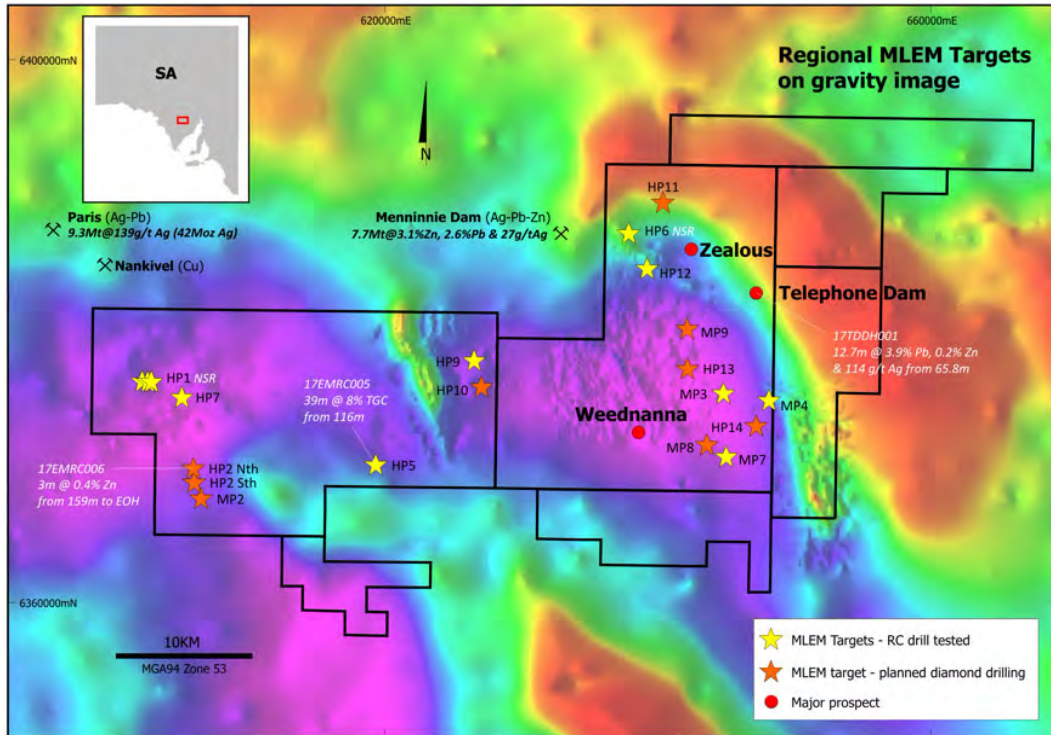 620000mE
660000mE
6400000mN
SA
Regional MLEM Targets
on gravity image
N
Paris (Ag-Pb)
9.3Mt@139g/t Ag (42Moz Ag)
Nankivel (Cu)
Menninnie Dam (Ag-Pb-Zn)
7.7Mt@3.1%Zn, 2.6%Pb & 27g/tAg
HP11
HP6 NSR
Zealous
HP12
Telephone Dam
17TDDH001
12.7m @ 3.9% Pb, 0.2% Zn
& 114 g/t Ag from 65.8m
MP9
HP9
HP13
HP10
HP1 NSR
HP7
17EMRC005
39m @ 8% TGC
from 116m
MP3
MP4
Weednanna
HP14
MP8
MP7
HP5
17EMRC006
3m @ 0.4% Zn
from 159m to EOH
HP2 Nth
HP2 Sth
MP2
6360000mN
10KM
MGA94 Zone 53
MLEM Targets - RC drill tested
MLEM target - planned diamond drilling
Major prospect